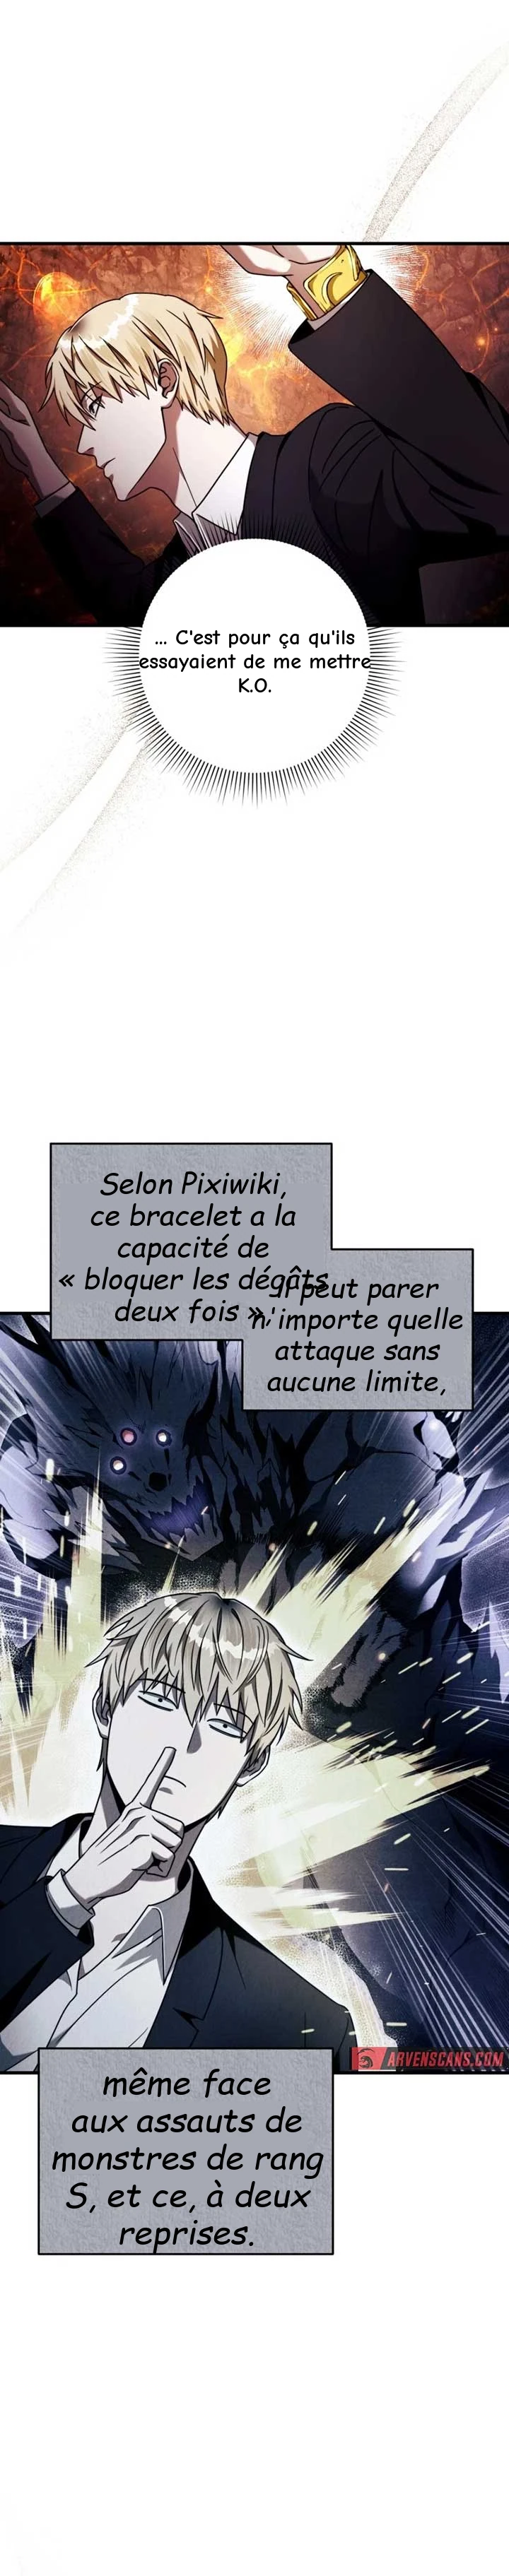 ... C'est pour ça qu'ils
essayaient de me mettre
K.O.
Selon Pixiwiki,
ce bracelet a la
capacité de
« bloquer les dégâts
deux fois »,
il peut parer
n'importe quelle
attaque sans
aucune limite,
ARVENSCANS.COM
même face
aux assauts de
monstres de rang
S, et ce, à deux
reprises.